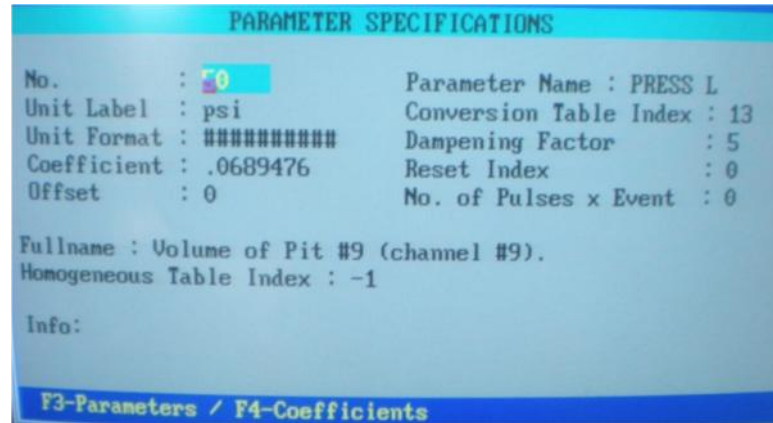 PARAMETER SPECIFICATIONS
No. : 50
Parameter Name : PRESS L
Unit Label : psi
Conversion Table Index : 13
Unit Format : ##########
Dampening Factor : 5
Coefficient : .0689476
Reset Index : 0
Offset : 0
No. of Pulses x Event : 0
Fullname : Volume of Pit #9 (channel #9).
Homogeneous Table Index : -1
Info:
F3-Parameters / F4-Coefficients